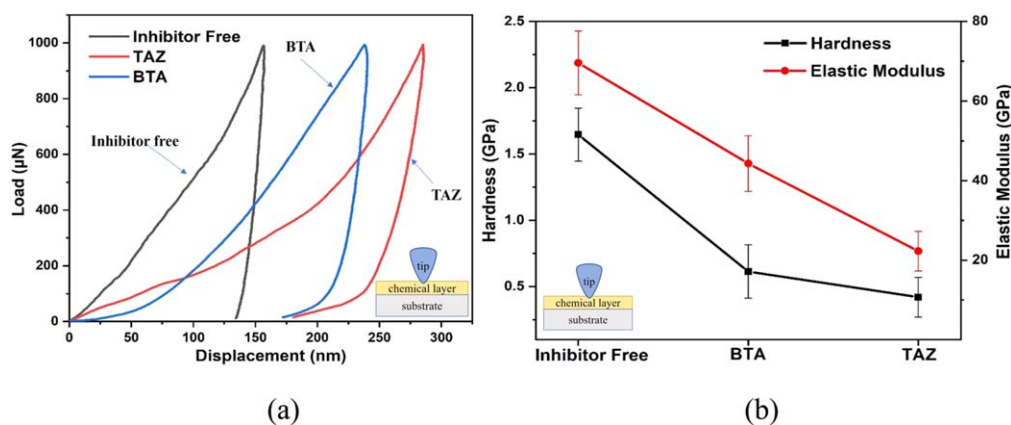 Inhibitor Free
TAZ
BTA
BTA
Inhibitor free
TAZ
tip
chemical layer
substrate
Load (µN)
1000
800
600
400
200
0
0 50 100 150 200 250 300
Displacement (nm)
(a)
Hardness
Elastic Modulus
Hardness (GPa)
2.5
2.0
1.5
1.0
0.5
Elastic Modulus (GPa)
80
60
40
20
tip
chemical layer
substrate
Inhibitor Free BTA TAZ
(b)